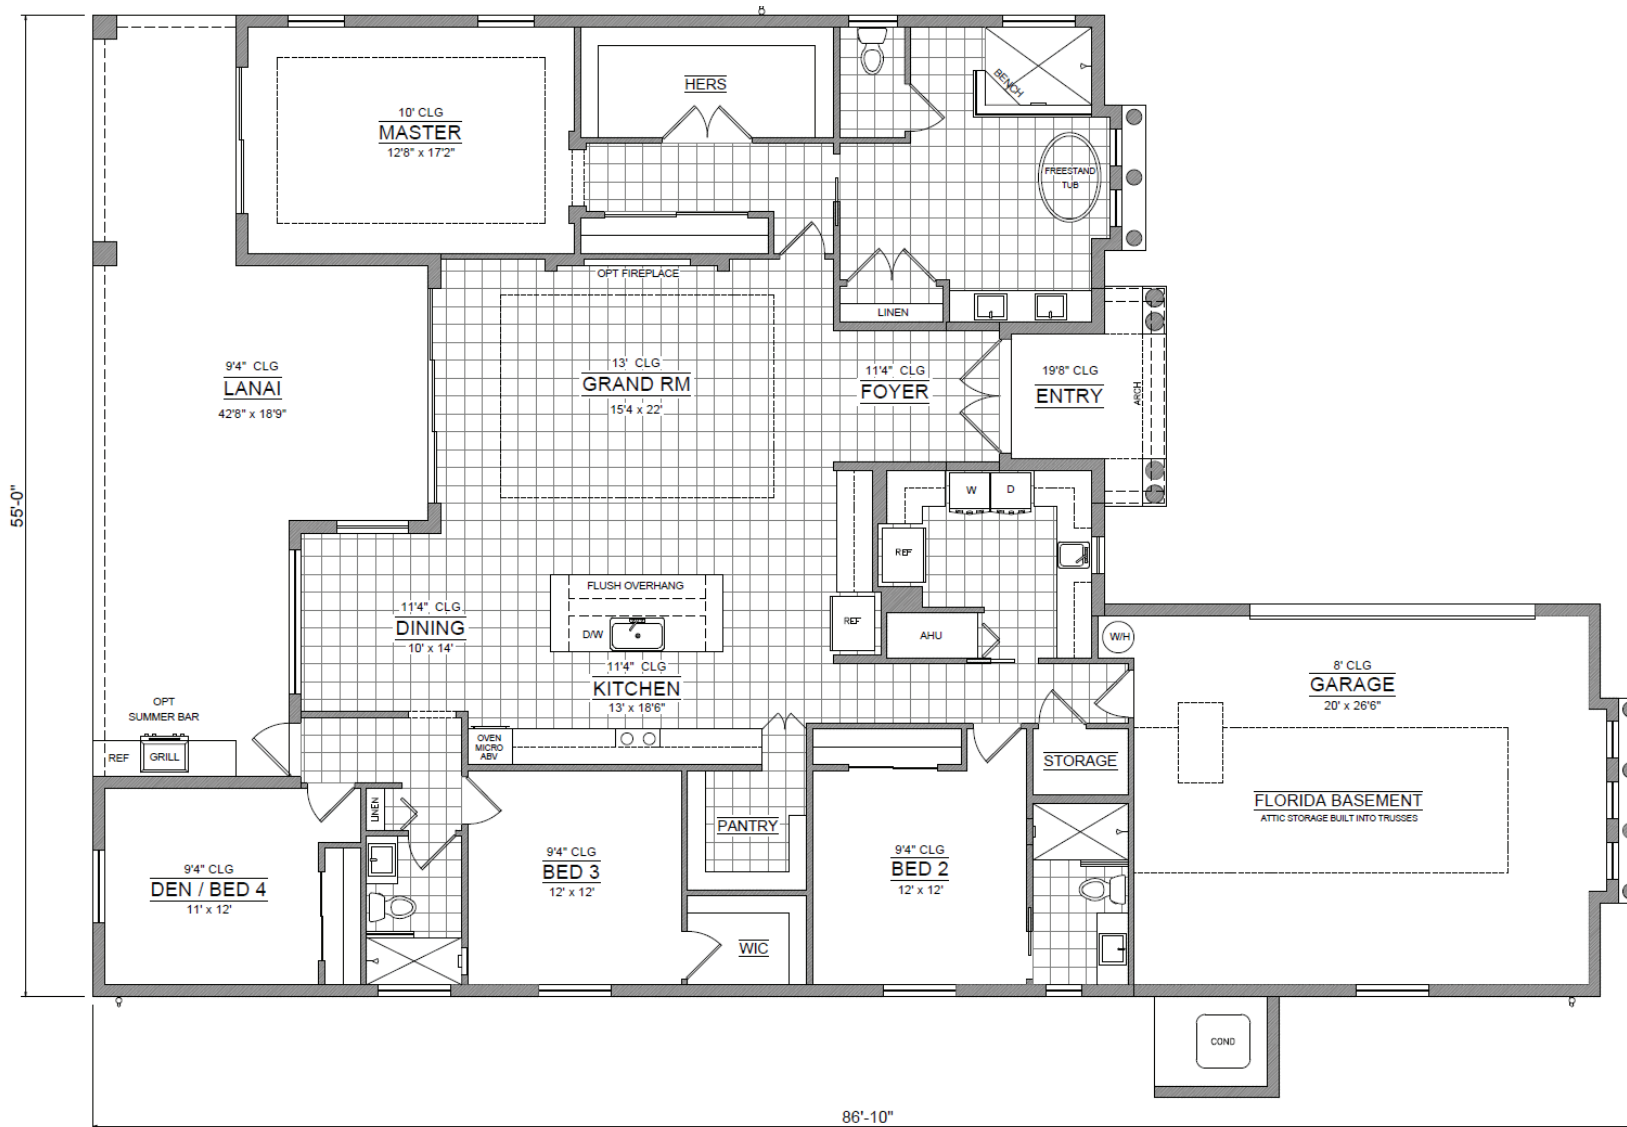 10' CLG
MASTER
12'8" x 17'2"
HERS
BENCH
FREESTAND
TUB
OPT FIREPLACE
LINEN
9'4" CLG
LANAI
42'8" x 18'9"
13' CLG
GRAND RM
15'4 x 22'
11'4" CLG
FOYER
19'8" CLG
ENTRY
ARCH
55'-0"
W
D
REF
FLUSH OVERHANG
D/W
REF
AHU
W/H
11'4" CLG
DINING
10' x 14'
11'4" CLG
KITCHEN
13' x 18'6"
8' CLG
GARAGE
20' x 26'6"
OPT
SUMMER BAR
REF
GRILL
OVEN
MICRO
ABV
STORAGE
FLORIDA BASEMENT
ATTIC STORAGE BUILT INTO TRUSSES
LINEN
PANTRY
9'4" CLG
DEN / BED 4
11' x 12'
9'4" CLG
BED 3
12' x 12'
9'4" CLG
BED 2
12' x 12'
WIC
COND
86'-10"